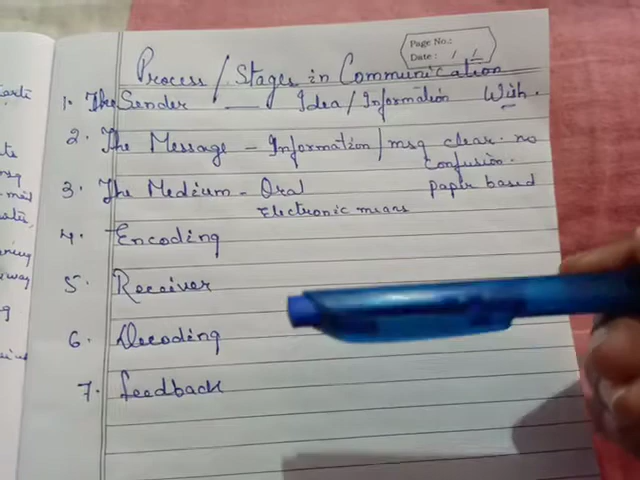 Page No.:
Date : / /
Process / Stages in Communication
1. The Sender — Idea / Information With.
2. The Message - Information / msg clear. no
confusion.
3. The Medium - Oral paper based
Electronic means
4. Encoding
5. Receiver
6. Decoding
7. feedback